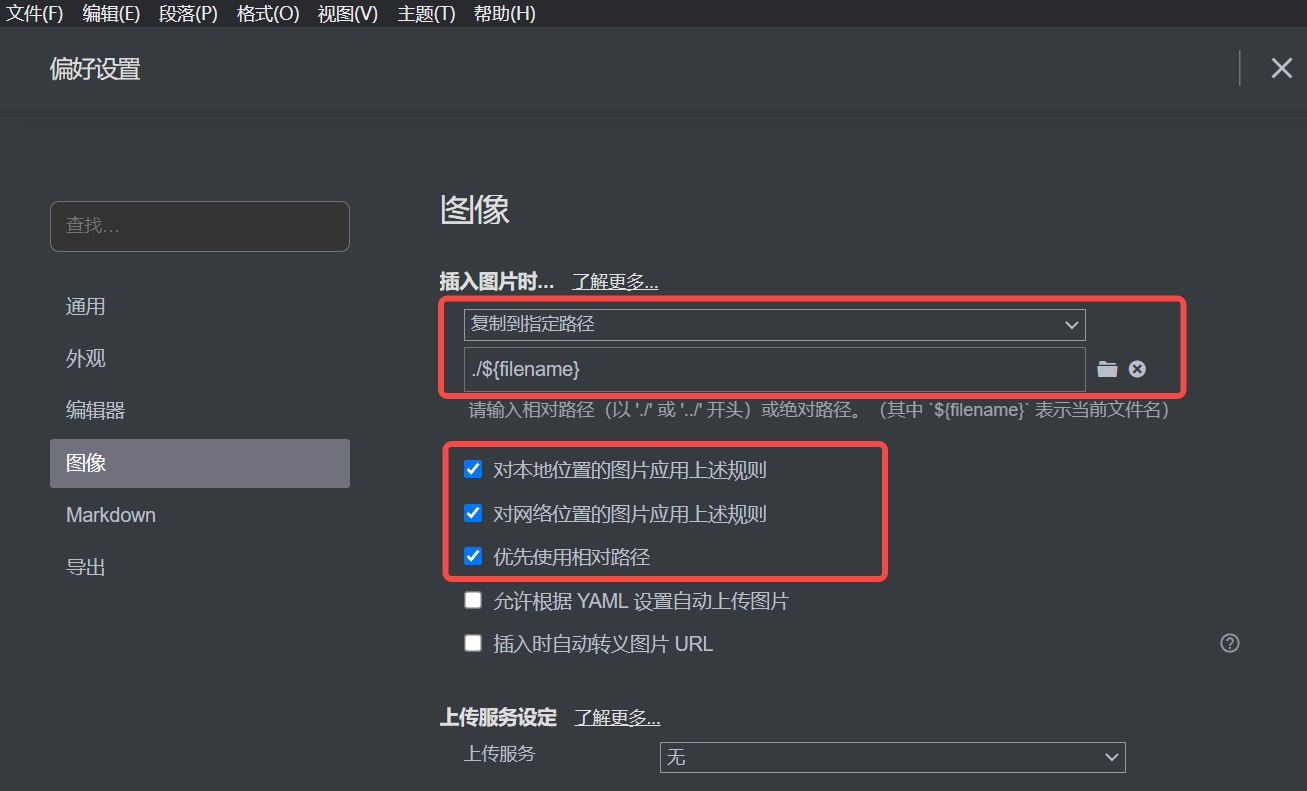 文件(F) 编辑(E) 段落(P) 格式(O) 视图(V) 主题(T) 帮助(H)
偏好设置
查找...
通用
外观
编辑器
图像
Markdown
导出
图像
插入图片时... 了解更多...
复制到指定路径
./${filename}
请输入相对路径（以 './' 或 '../' 开头）或绝对路径。（其中 `${filename}` 表示当前文件名）
对本地位置的图片应用上述规则
对网络位置的图片应用上述规则
优先使用相对路径
允许根据 YAML 设置自动上传图片
插入时自动转义图片 URL
上传服务设定 了解更多...
上传服务 无